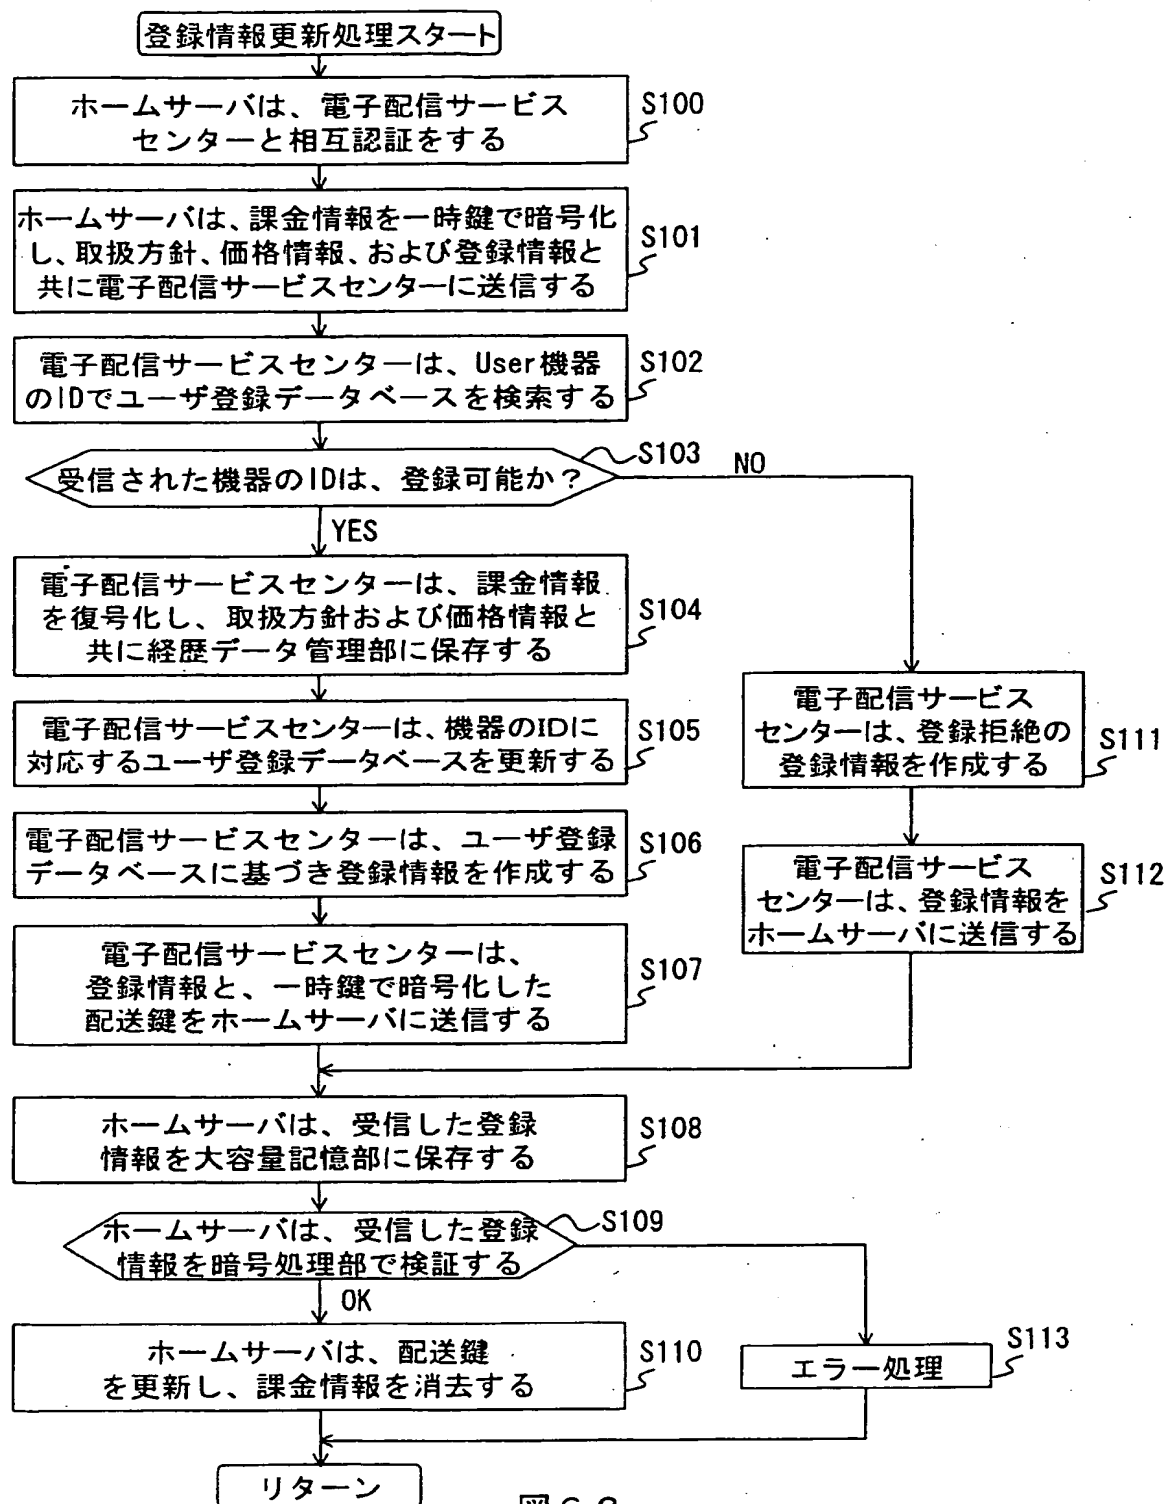 登録情報更新処理スタート
ホームサーバは、電子配信サービス
センターと相互認証をする
S100
ホームサーバは、課金情報を一時鍵で暗号化
し、取扱方針、価格情報、および登録情報と
共に電子配信サービスセンターに送信する
S101
電子配信サービスセンターは、User機器
のIDでユーザ登録データベースを検索する
S102
受信された機器のIDは、登録可能か?
S103
NO
YES
電子配信サービスセンターは、課金情報
を復号化し、取扱方針および価格情報と
共に経歴データ管理部に保存する
S104
電子配信サービスセンターは、機器のIDに
対応するユーザ登録データベースを更新する
S105
電子配信サービスセンターは、ユーザ登録
データベースに基づき登録情報を作成する
S106
電子配信サービスセンターは、
登録情報と、一時鍵で暗号化した
配送鍵をホームサーバに送信する
S107
電子配信サービス
センターは、登録拒絶の
登録情報を作成する
S111
電子配信サービス
センターは、登録情報を
ホームサーバに送信する
S112
ホームサーバは、受信した登録
情報を大容量記憶部に保存する
S108
ホームサーバは、受信した登録
情報を暗号処理部で検証する
S109
OK
ホームサーバは、配送鍵
を更新し、課金情報を消去する
S110
エラー処理
S113
リターン